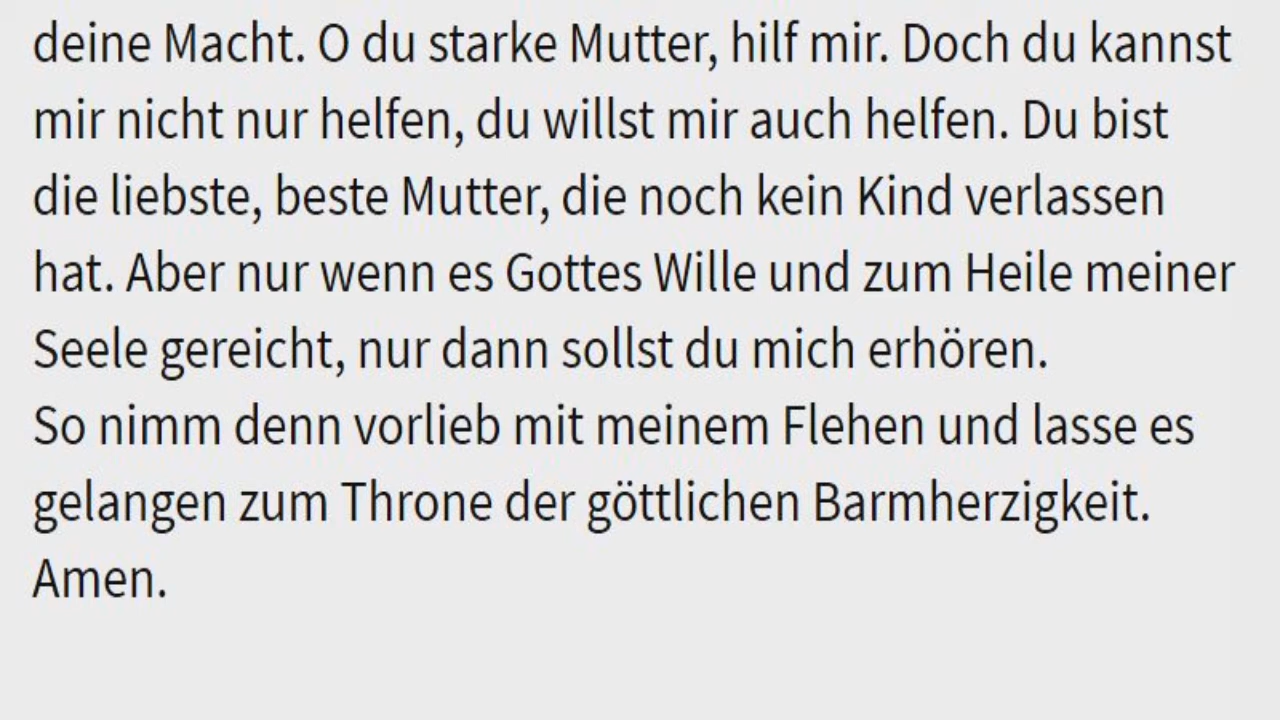 deine Macht. O du starke Mutter, hilf mir. Doch du kannst
mir nicht nur helfen, du willst mir auch helfen. Du bist
die liebste, beste Mutter, die noch kein Kind verlassen
hat. Aber nur wenn es Gottes Wille und zum Heile meiner
Seele gereicht, nur dann sollst du mich erhören.
So nimm denn vorlieb mit meinem Flehen und lasse es
gelangen zum Throne der göttlichen Barmherzigkeit.
Amen.